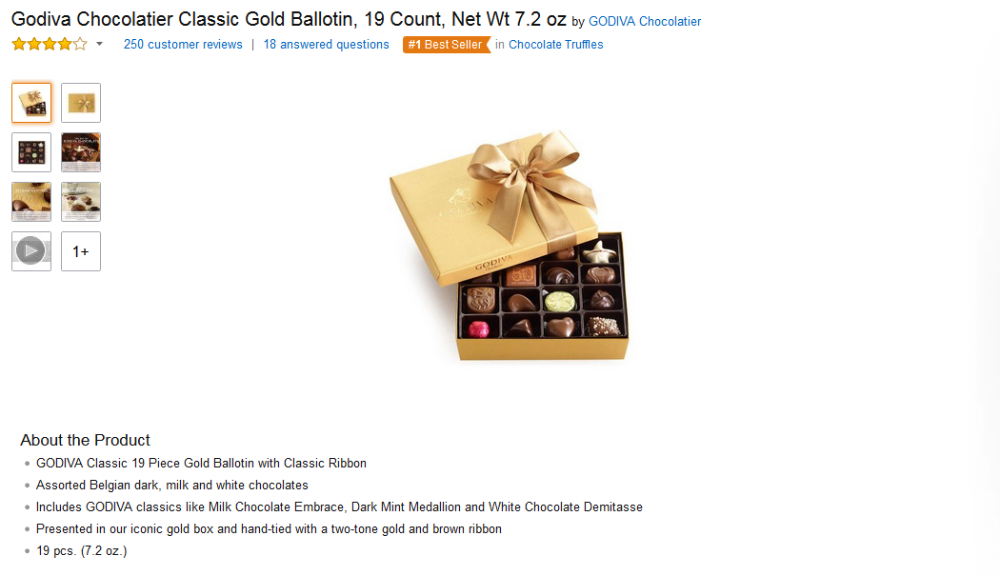 Godiva Chocolatier Classic Gold Ballotin, 19 Count, Net Wt 7.2 oz by GODIVA Chocolatier
250 customer reviews | 18 answered questions #1 Best Seller in Chocolate Truffles
1+
GODIVA
About the Product
GODIVA Classic 19 Piece Gold Ballotin with Classic Ribbon
Assorted Belgian dark, milk and white chocolates
Includes GODIVA classics like Milk Chocolate Embrace, Dark Mint Medallion and White Chocolate Demitasse
Presented in our iconic gold box and hand-tied with a two-tone gold and brown ribbon
19 pcs. (7.2 oz.)